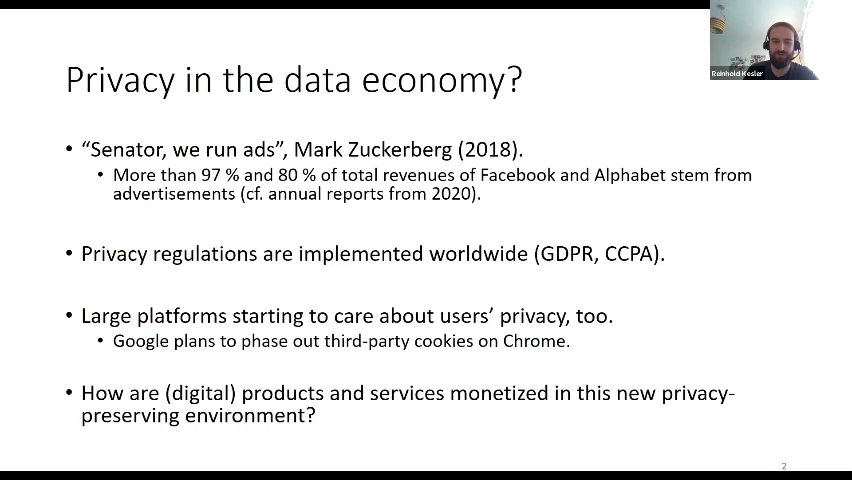 Reinhold Kesler
Privacy in the data economy?
• “Senator, we run ads”, Mark Zuckerberg (2018).
• More than 97 % and 80 % of total revenues of Facebook and Alphabet stem from
advertisements (cf. annual reports from 2020).
• Privacy regulations are implemented worldwide (GDPR, CCPA).
• Large platforms starting to care about users’ privacy, too.
• Google plans to phase out third-party cookies on Chrome.
• How are (digital) products and services monetized in this new privacy-
preserving environment?
2